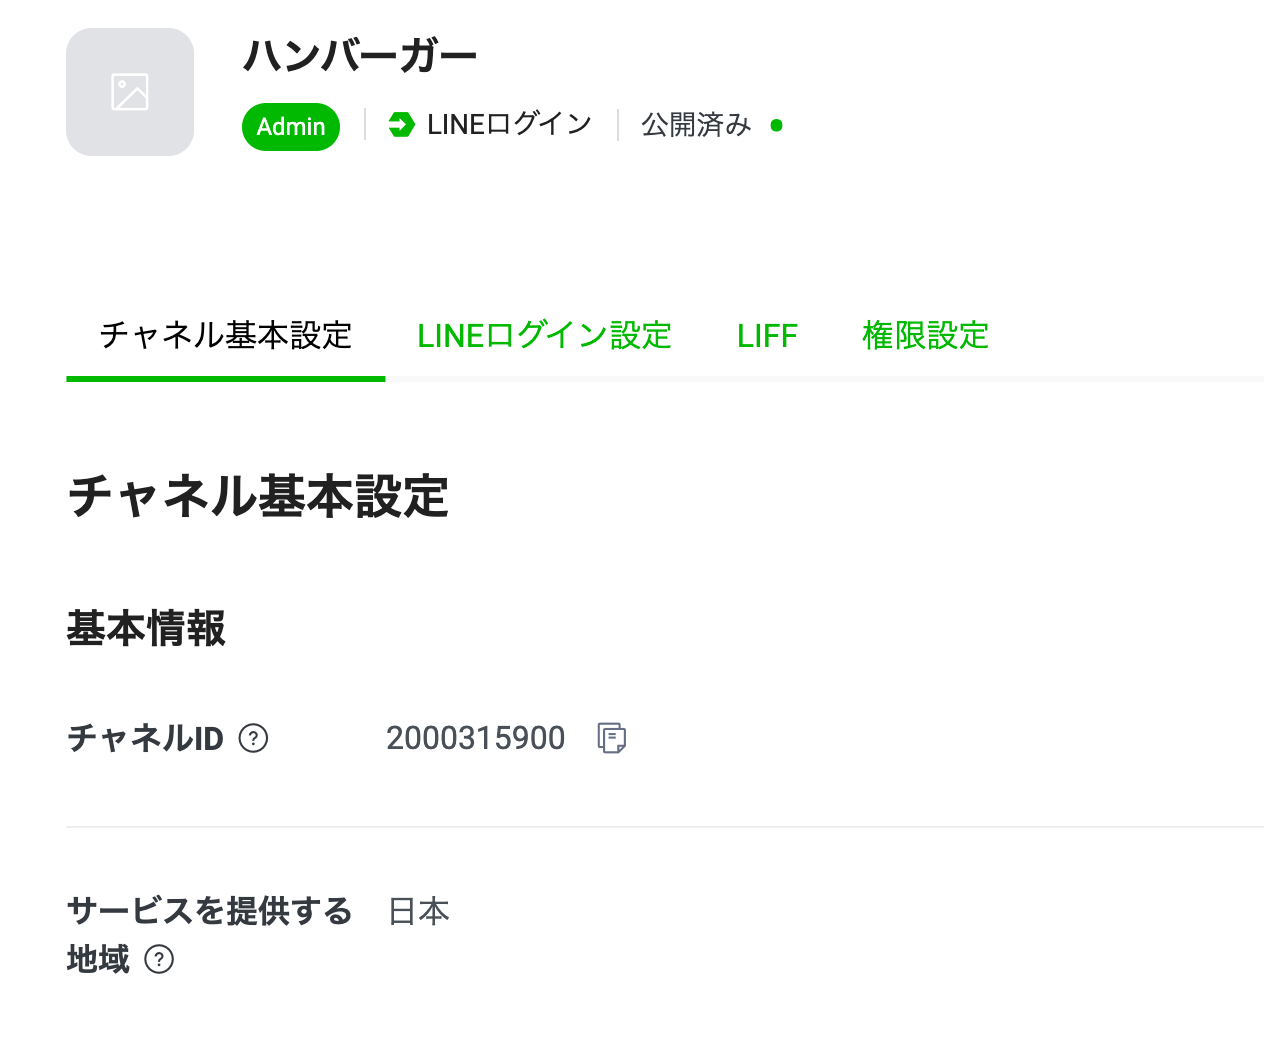 ハンバーガー
Admin LINEログイン 公開済み
チャネル基本設定 LINEログイン設定 LIFF 権限設定
チャネル基本設定
基本情報
チャネルID ? 2000315900
サービスを提供する 日本
地域 ?